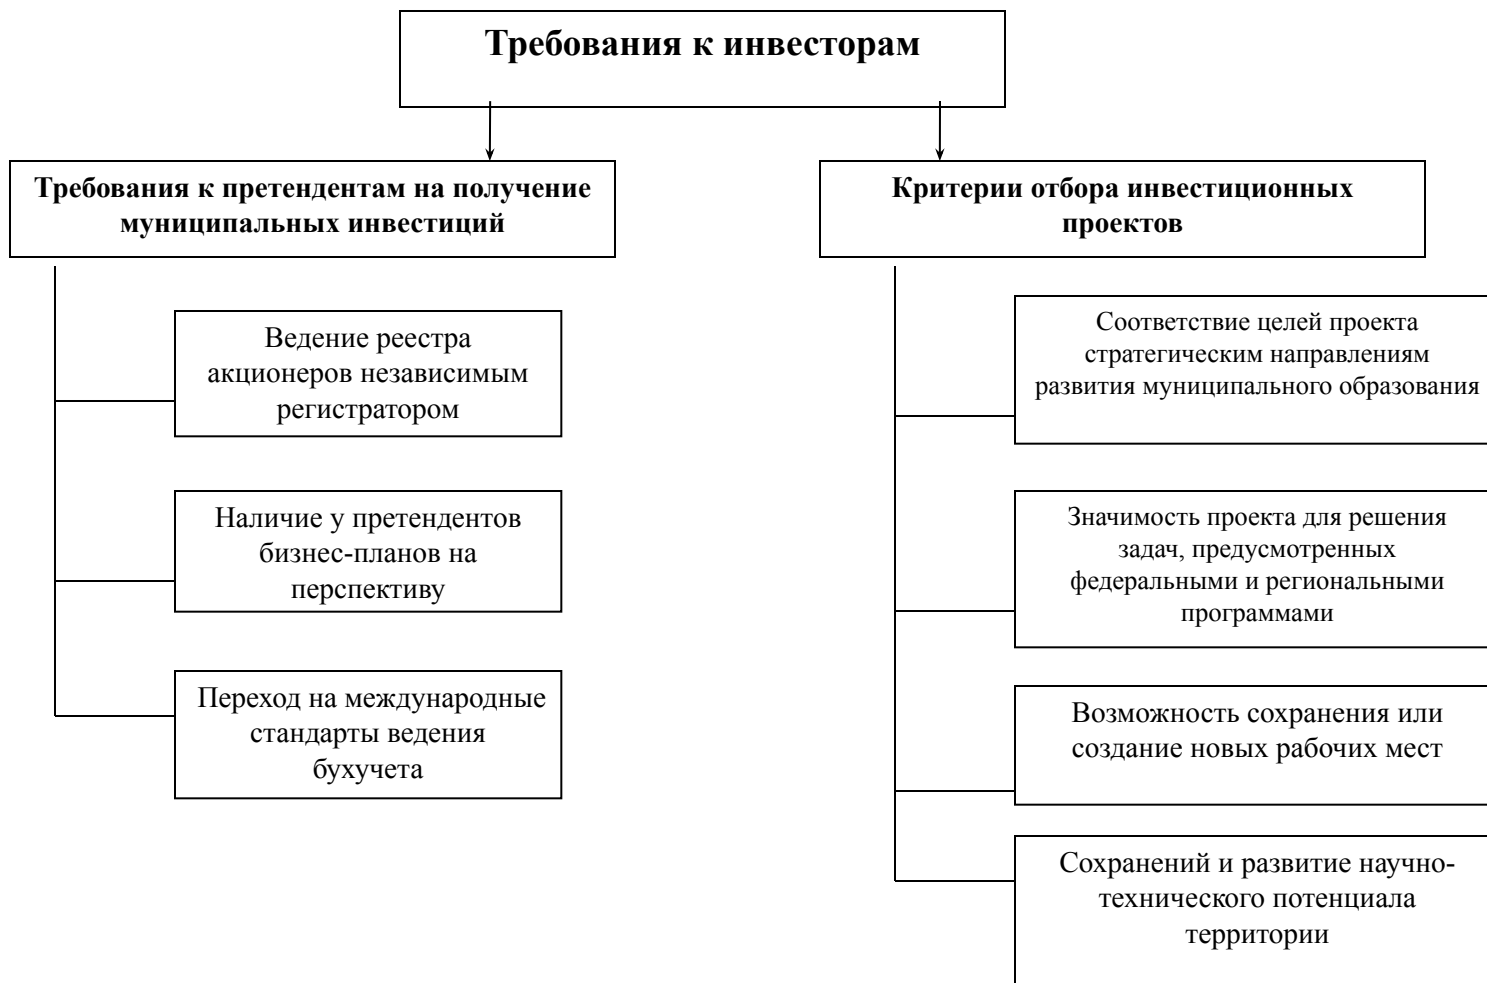 Требования к инвесторам
Требования к претендентам на получение
муниципальных инвестиций
Ведение реестра
акционеров независимым
регистратором
Наличие у претендентов
бизнес-планов на
перспективу
Переход на международные
стандарты ведения
бухучета
Критерии отбора инвестиционных
проектов
Соответствие целей проекта
стратегическим направлениям
развития муниципального образования
Значимость проекта для решения
задач, предусмотренных
федеральными и региональными
программами
Возможность сохранения или
создание новых рабочих мест
Сохранений и развитие научно-
технического потенциала
территории